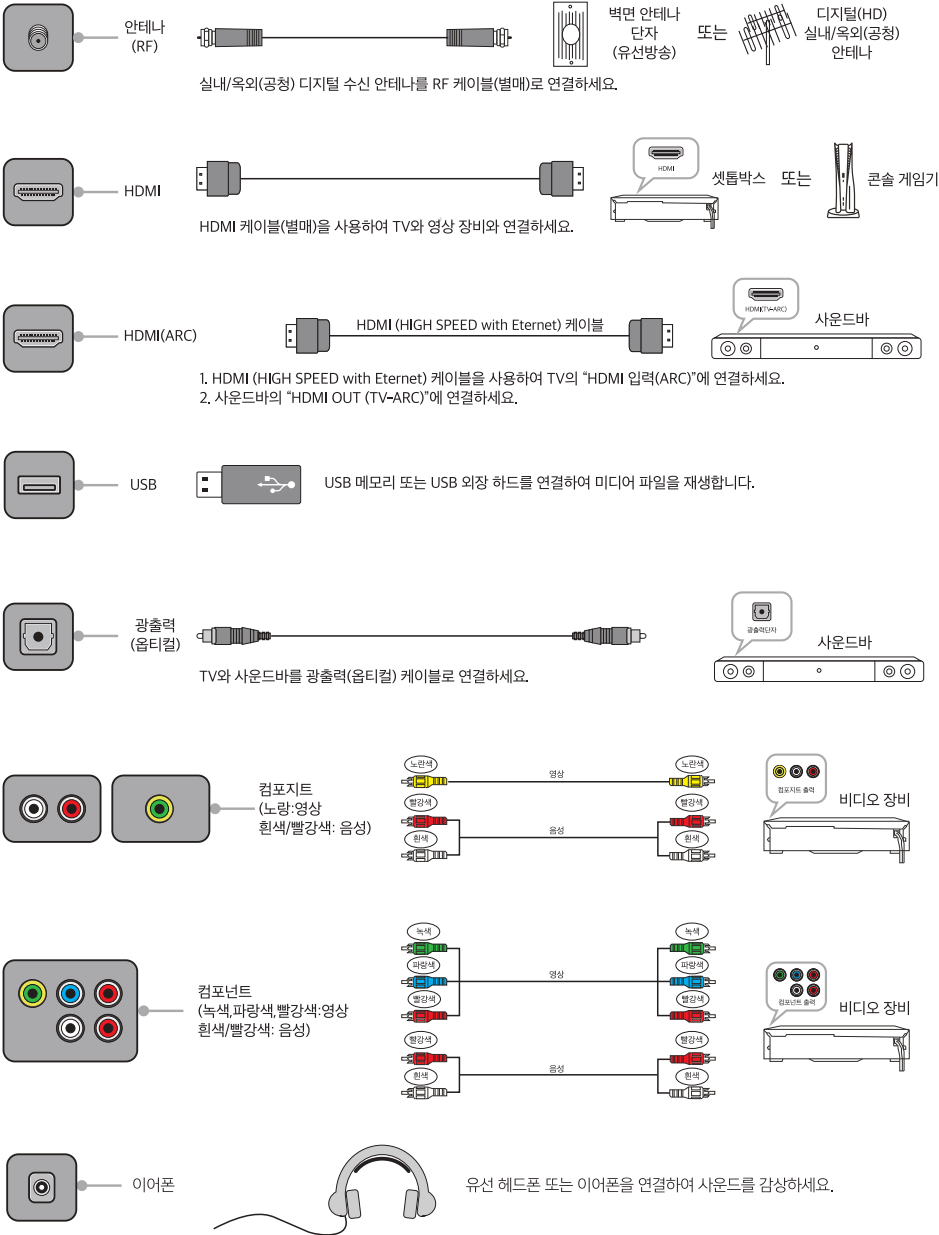 안테나
(RF)
벽면 안테나
단자
(유선방송)
또는
디지털(HD)
실내/옥외(공청)
안테나
실내/옥외(공청) 디지털 수신 안테나를 RF 케이블(별매)로 연결하세요.
HDMI
HDMI
셋톱박스
또는
콘솔 게임기
HDMI 케이블(별매)을 사용하여 TV와 영상 장비와 연결하세요.
HDMI(ARC)
HDMI (HIGH SPEED with Eternet) 케이블
HDMI(TV-ARC)
사운드바
1. HDMI (HIGH SPEED with Eternet) 케이블을 사용하여 TV의 “HDMI 입력(ARC)”에 연결하세요.
2. 사운드바의 “HDMI OUT (TV-ARC)”에 연결하세요.
USB
USB 메모리 또는 USB 외장 하드를 연결하여 미디어 파일을 재생합니다.
광출력
(옵티컬)
광출력단자
사운드바
TV와 사운드바를 광출력(옵티컬) 케이블로 연결하세요.
컴포지트
(노랑:영상
흰색/빨강색: 음성)
노란색
영상
노란색
빨강색
빨강색
음성
흰색
흰색
컴포지트 출력
비디오 장비
컴포넌트
(녹색,파랑색,빨강색:영상
흰색/빨강색: 음성)
녹색
녹색
파랑색
영상
파랑색
빨강색
빨강색
빨강색
빨강색
음성
흰색
흰색
컴포넌트 출력
비디오 장비
이어폰
유선 헤드폰 또는 이어폰을 연결하여 사운드를 감상하세요.